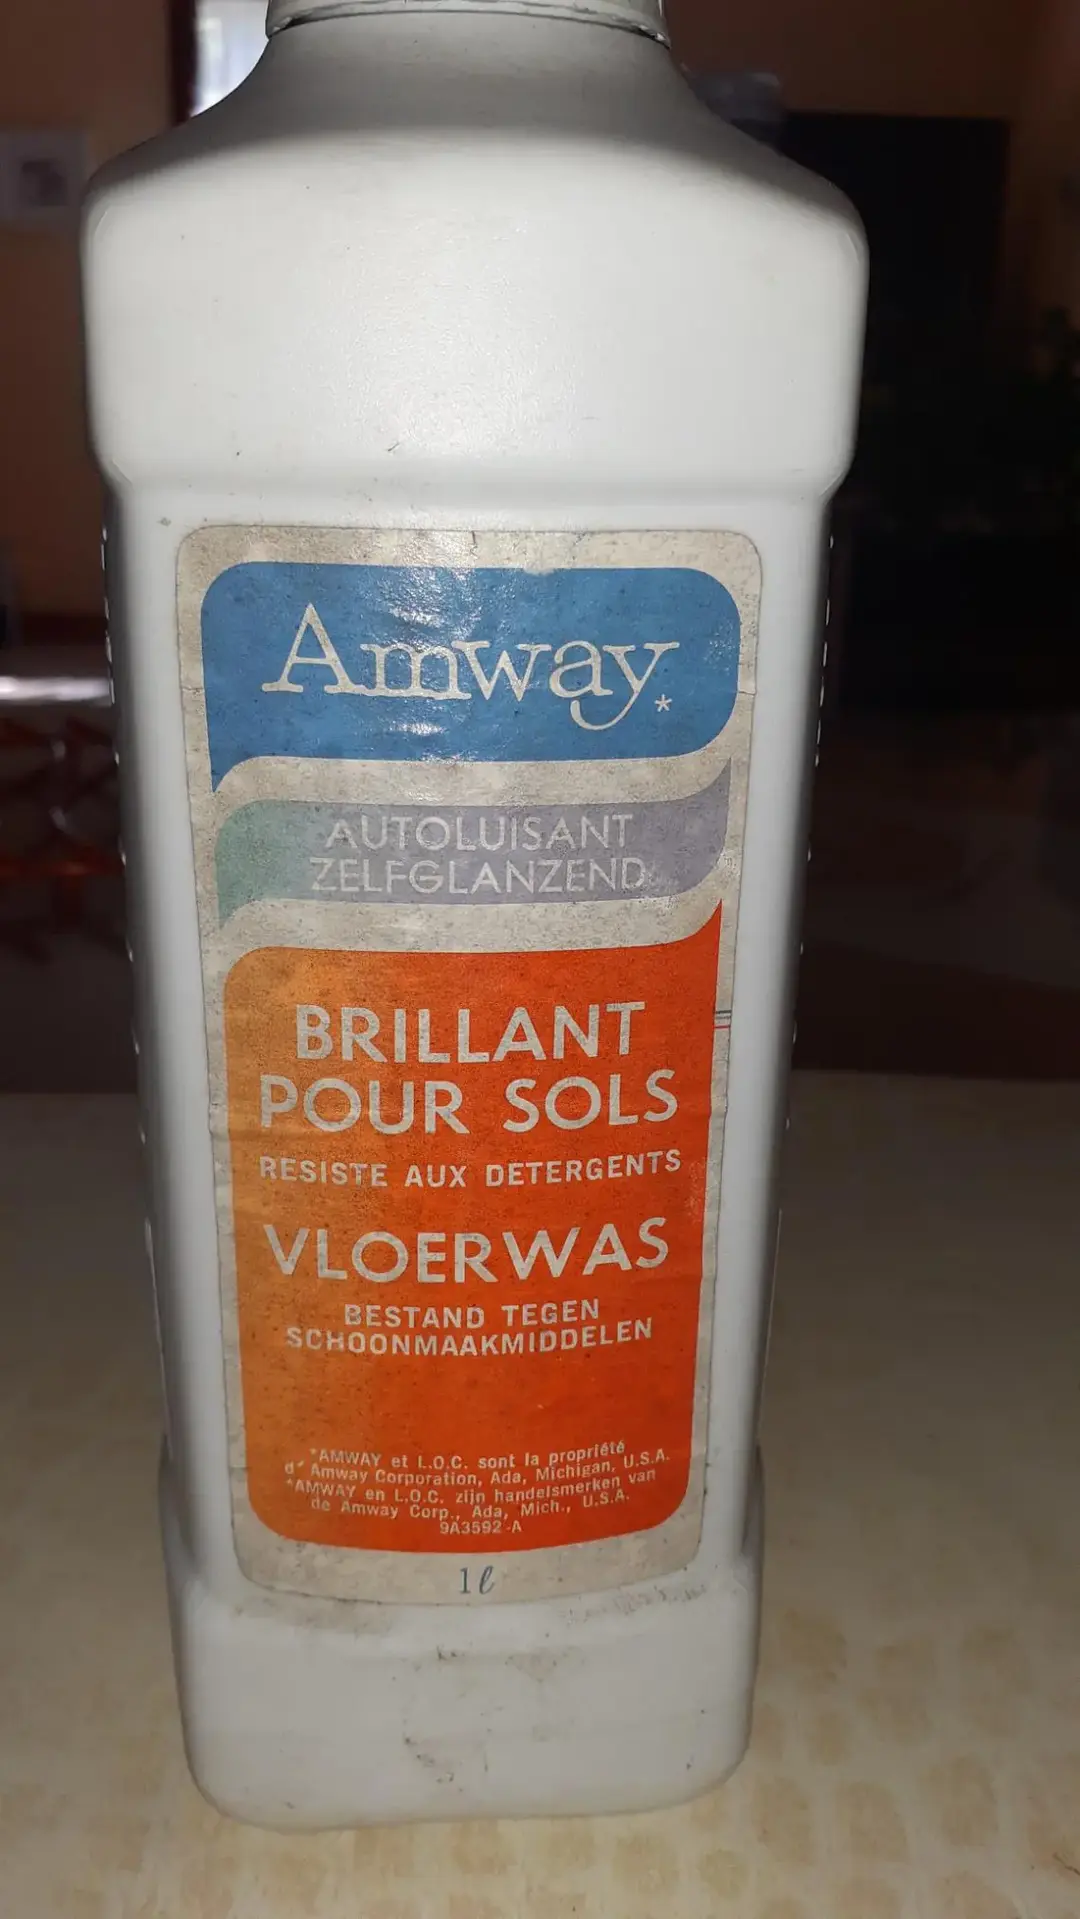 Amway*
AUTOLUISANT
ZELFGLANZEND
BRILLANT
POUR SOLS
RESISTE AUX DETERGENTS
VLOERWAS
BESTAND TEGEN
SCHOONMAAKMIDDELEN
*AMWAY et L.O.C. sont la propriété
d'Amway Corporation, Ada, Michigan, U.S.A.
*AMWAY en L.O.C. zijn handelsmerken van
de Amway Corp., Ada, Mich., U.S.A.
9A3592-A
1ℓ